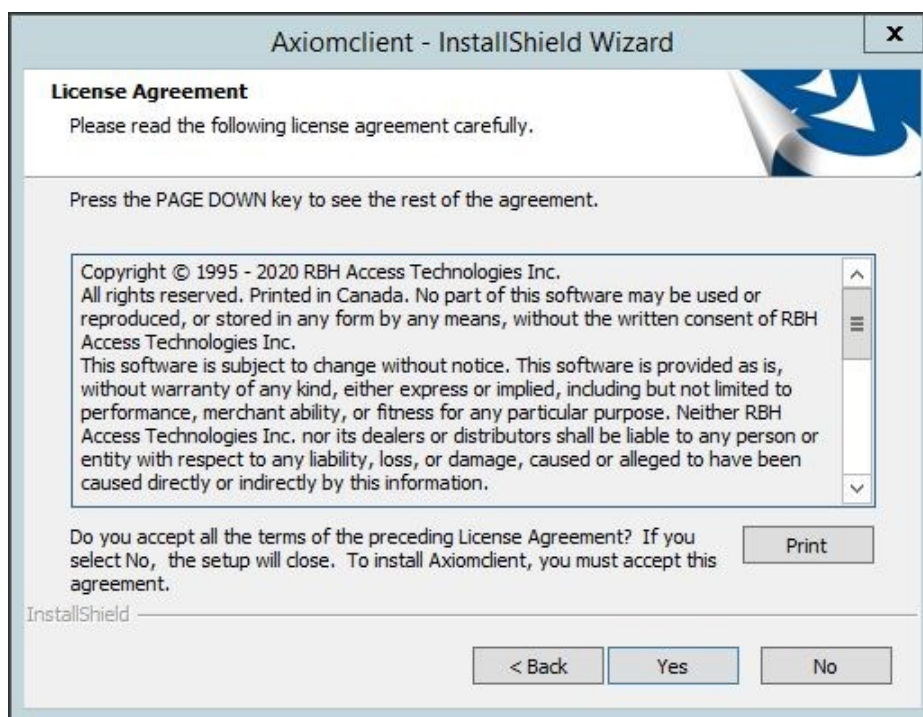 Axiomclient - InstallShield Wizard
x
License Agreement
Please read the following license agreement carefully.
Press the PAGE DOWN key to see the rest of the agreement.
Copyright © 1995 - 2020 RBH Access Technologies Inc.
All rights reserved. Printed in Canada. No part of this software may be used or
reproduced, or stored in any form by any means, without the written consent of RBH
Access Technologies Inc.
This software is subject to change without notice. This software is provided as is,
without warranty of any kind, either express or implied, including but not limited to
performance, merchant ability, or fitness for any particular purpose. Neither RBH
Access Technologies Inc. nor its dealers or distributors shall be liable to any person or
entity with respect to any liability, loss, or damage, caused or alleged to have been
caused directly or indirectly by this information.
Do you accept all the terms of the preceding License Agreement? If you
select No, the setup will close. To install Axiomclient, you must accept this
agreement.
Print
InstallShield
< Back
Yes
No